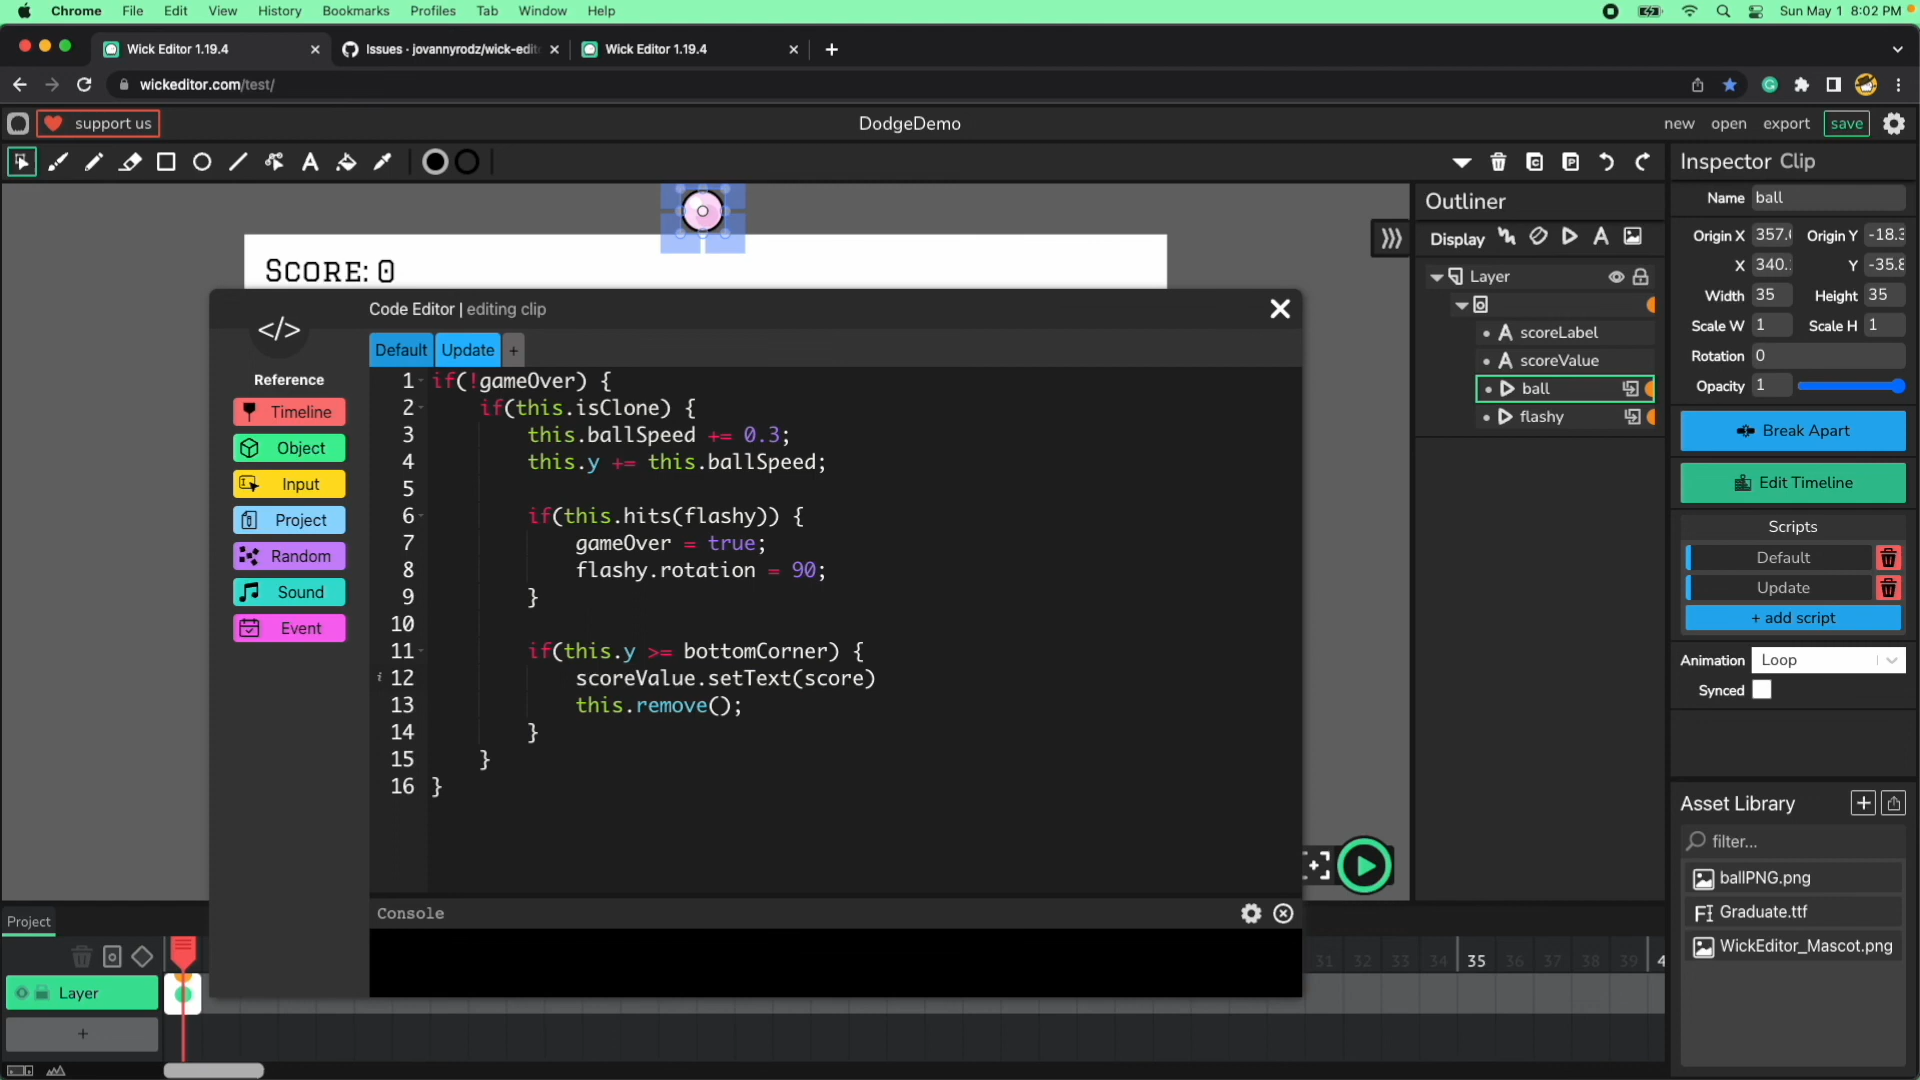 Chrome File Edit View History Bookmarks Profiles Tab Window Help Sun May 1 8:02 PM
Wick Editor 1.19.4
Issues · jovannyrodz/wick-edit
Wick Editor 1.19.4
wickeditor.com/test/
support us
DodgeDemo
new open export save
Inspector Clip
Name ball
Origin X 357. Origin Y -18.3
X 340. Y -35.8
Width 35 Height 35
Scale W 1 Scale H 1
Rotation 0
Opacity 1
Break Apart
Edit Timeline
Scripts
Default
Update
+ add script
Animation Loop
Synced
Outliner
Display
Layer
scoreLabel
scoreValue
ball
flashy
Score: 0
Code Editor | editing clip
Default Update +
Reference
Timeline
Object
Input
Project
Random
Sound
Event
1 if(!gameOver) {
2 if(this.isClone) {
3 this.ballSpeed += 0.3;
4 this.y += this.ballSpeed;
5
6 if(this.hits(flashy)) {
7 gameOver = true;
8 flashy.rotation = 90;
9 }
10
11 if(this.y >= bottomCorner) {
i 12 scoreValue.setText(score)
13 this.remove();
14 }
15 }
16 }
Console
Asset Library
filter...
ballPNG.png
Graduate.ttf
WickEditor_Mascot.png
Project
31 32 33 34 35 36 37 38 39 4
Layer
+